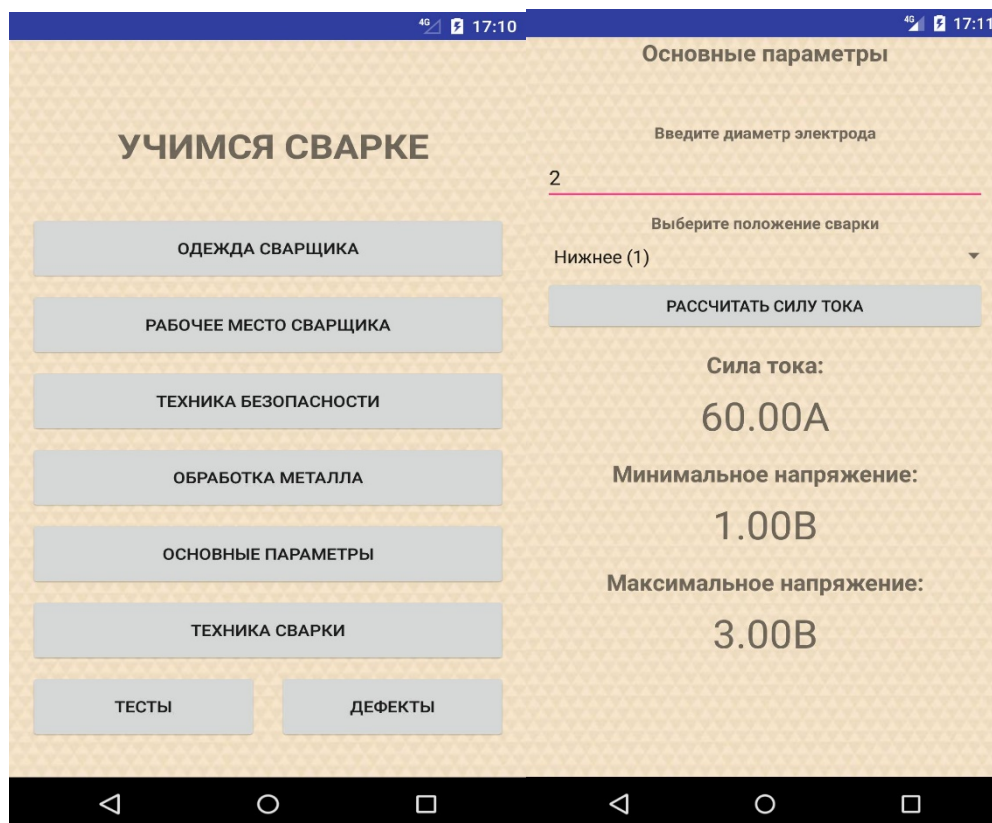 4G 17:10
УЧИМСЯ СВАРКЕ
ОДЕЖДА СВАРЩИКА
РАБОЧЕЕ МЕСТО СВАРЩИКА
ТЕХНИКА БЕЗОПАСНОСТИ
ОБРАБОТКА МЕТАЛЛА
ОСНОВНЫЕ ПАРАМЕТРЫ
ТЕХНИКА СВАРКИ
ТЕСТЫ ДЕФЕКТЫ
4G 17:11
Основные параметры
Введите диаметр электрода
2
Выберите положение сварки
Нижнее (1)
РАССЧИТАТЬ СИЛУ ТОКА
Сила тока:
60.00А
Минимальное напряжение:
1.00В
Максимальное напряжение:
3.00В